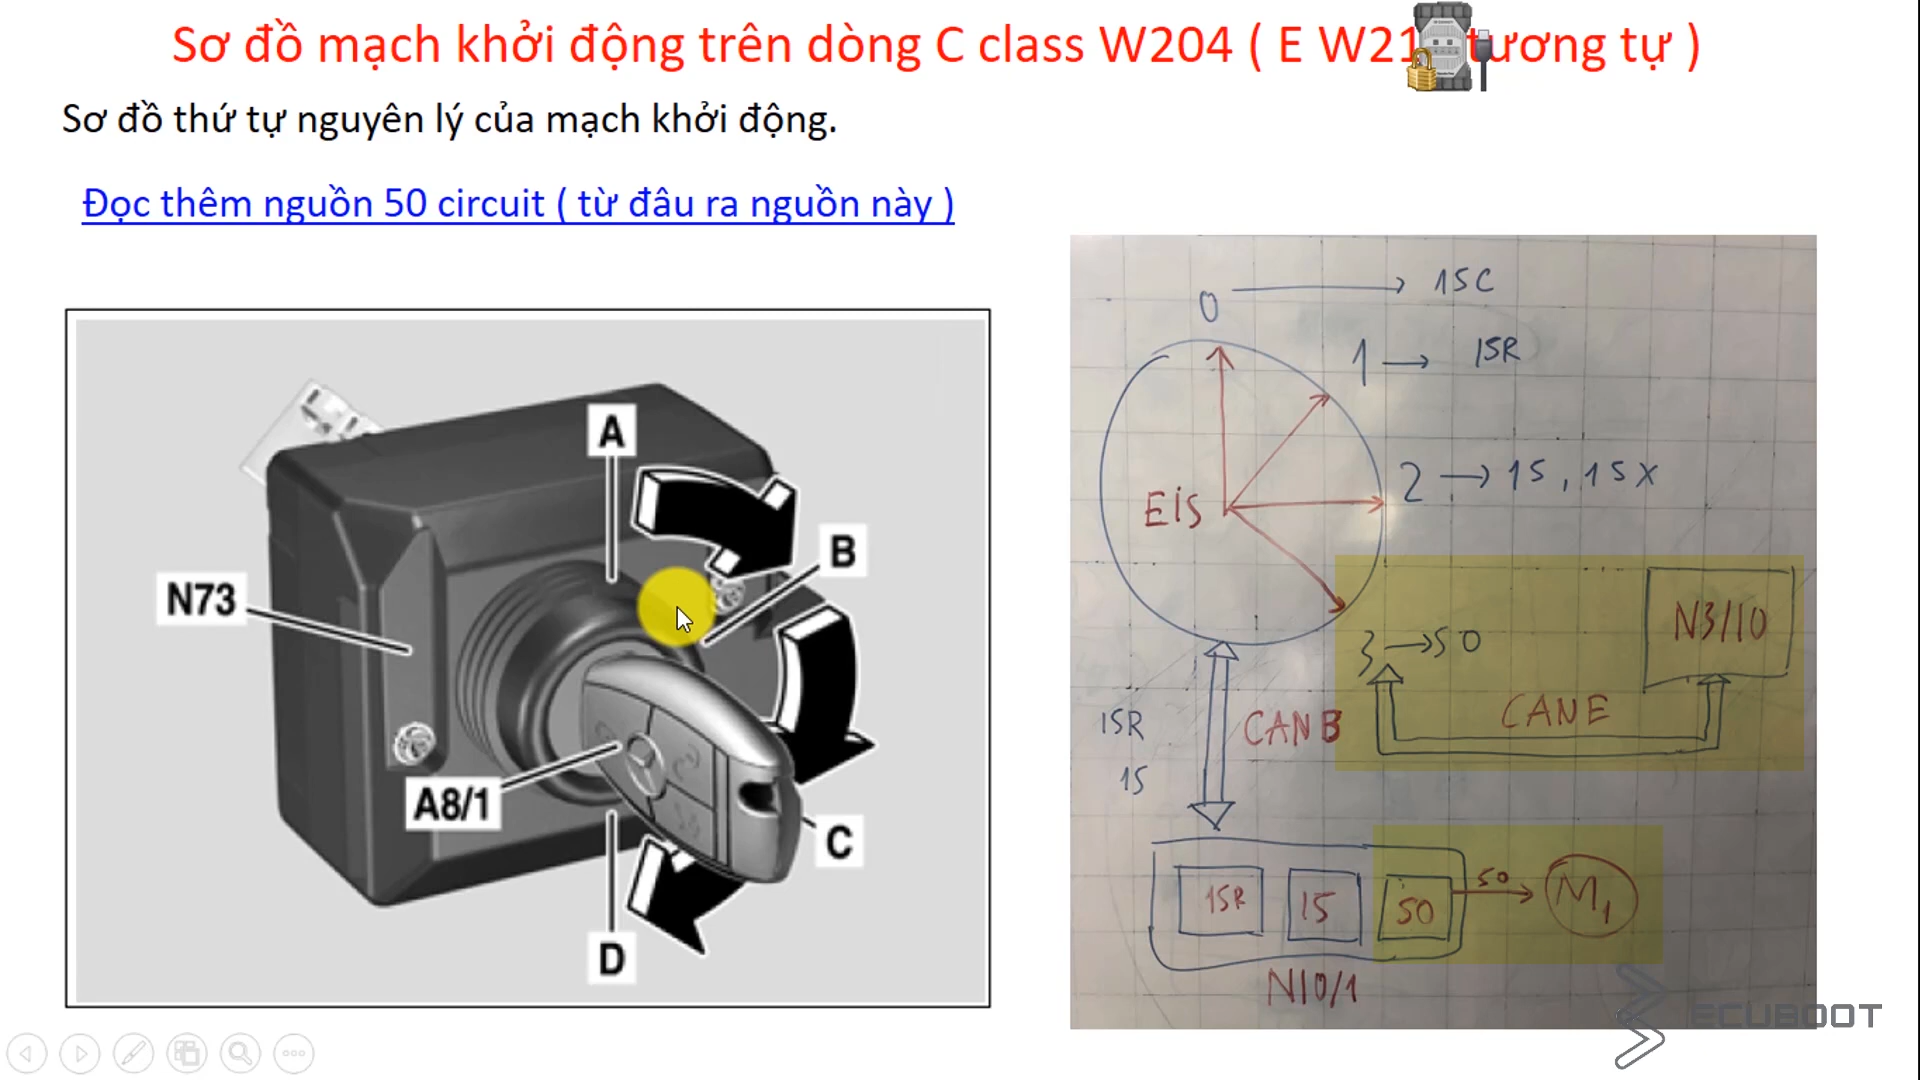 Sơ đồ mạch khởi động trên dòng C class W204 ( E W21 tương tự )
Sơ đồ thứ tự nguyên lý của mạch khởi động.
Đọc thêm nguồn 50 circuit ( từ đâu ra nguồn này )
A
B
N73
A8/1
C
D
0 → 15C
1 → 15R
2 → 15, 15X
EIS
3 → 50
N3/10
CAN E
CAN B
15R
15
15R
15
50
50
M1
N10/1
ECUBOOT